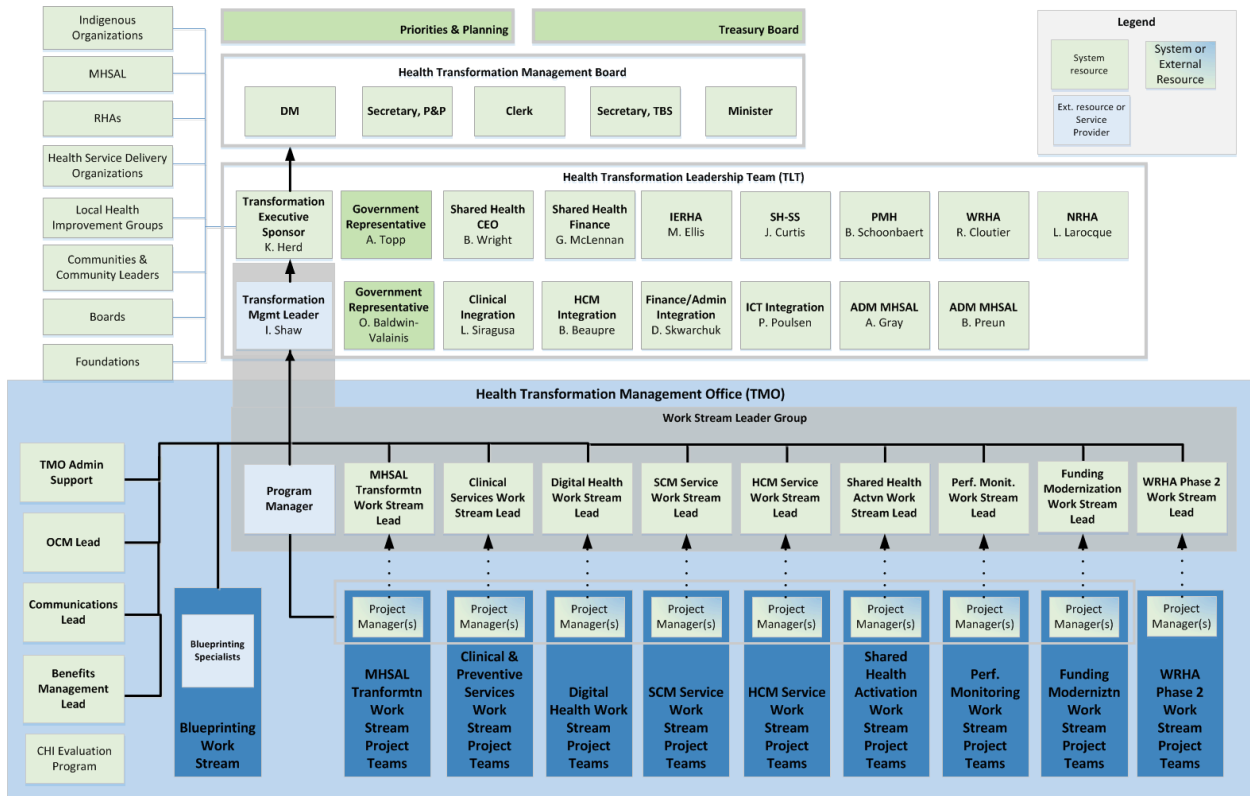 Indigenous
Organizations
MHSAL
RHAs
Health Service Delivery
Organizations
Local Health
Improvement Groups
Communities &
Community Leaders
Boards
Foundations
Priorities & Planning
Treasury Board
Health Transformation Management Board
DM
Secretary, P&P
Clerk
Secretary, TBS
Minister
Legend
System
resource
System or
External
Resource
Ext. resource or
Service
Provider
Health Transformation Leadership Team (TLT)
Transformation
Executive
Sponsor
K. Herd
Government
Representative
A. Topp
Shared Health
CEO
B. Wright
Shared Health
Finance
G. McLennan
IERHA
M. Ellis
SH-SS
J. Curtis
PMH
B. Schoonbaert
WRHA
R. Cloutier
NRHA
L. Larocque
Transformation
Mgmt Leader
I. Shaw
Government
Representative
O. Baldwin-
Valainis
Clinical
Inegration
L. Siragusa
HCM
Integration
B. Beaupre
Finance/Admin
Integration
D. Skwarchuk
ICT Integration
P. Poulsen
ADM MHSAL
A. Gray
ADM MHSAL
B. Preun
Health Transformation Management Office (TMO)
Work Stream Leader Group
TMO Admin
Support
OCM Lead
Communications
Lead
Benefits
Management
Lead
CHI Evaluation
Program
Program
Manager
MHSAL
Transformtn
Work Stream
Lead
Clinical
Services Work
Stream Lead
Digital Health
Work Stream
Lead
SCM Service
Work Stream
Lead
HCM Service
Work Stream
Lead
Shared Health
Actvn Work
Stream Lead
Perf. Monit.
Work Stream
Lead
Funding
Modernization
Work Stream
Lead
WRHA Phase 2
Work Stream
Lead
Blueprinting
Specialists
Blueprinting
Work
Stream
Project
Manager(s)
MHSAL
Tranformtn
Work
Stream
Project
Teams
Project
Manager(s)
Clinical &
Preventive
Services
Work
Stream
Project
Teams
Project
Manager(s)
Digital
Health Work
Stream
Project
Teams
Project
Manager(s)
SCM Service
Work
Stream
Project
Teams
Project
Manager(s)
HCM Service
Work
Stream
Project
Teams
Project
Manager(s)
Shared
Health
Activation
Work
Stream
Project
Teams
Project
Manager(s)
Perf.
Monitoring
Work
Stream
Project
Teams
Project
Manager(s)
Funding
Moderniztn
Work
Stream
Project
Teams
Project
Manager(s)
WRHA
Phase 2
Work
Stream
Project
Teams